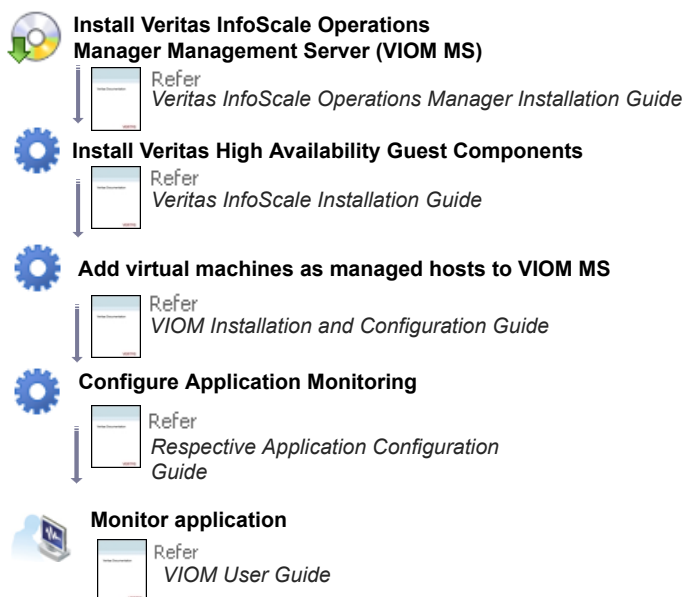 Install Veritas InfoScale Operations
Manager Management Server (VIOM MS)
Refer
Veritas InfoScale Operations Manager Installation Guide
Install Veritas High Availability Guest Components
Refer
Veritas InfoScale Installation Guide
Add virtual machines as managed hosts to VIOM MS
Refer
VIOM Installation and Configuration Guide
Configure Application Monitoring
Refer
Respective Application Configuration
Guide
Monitor application
Refer
VIOM User Guide